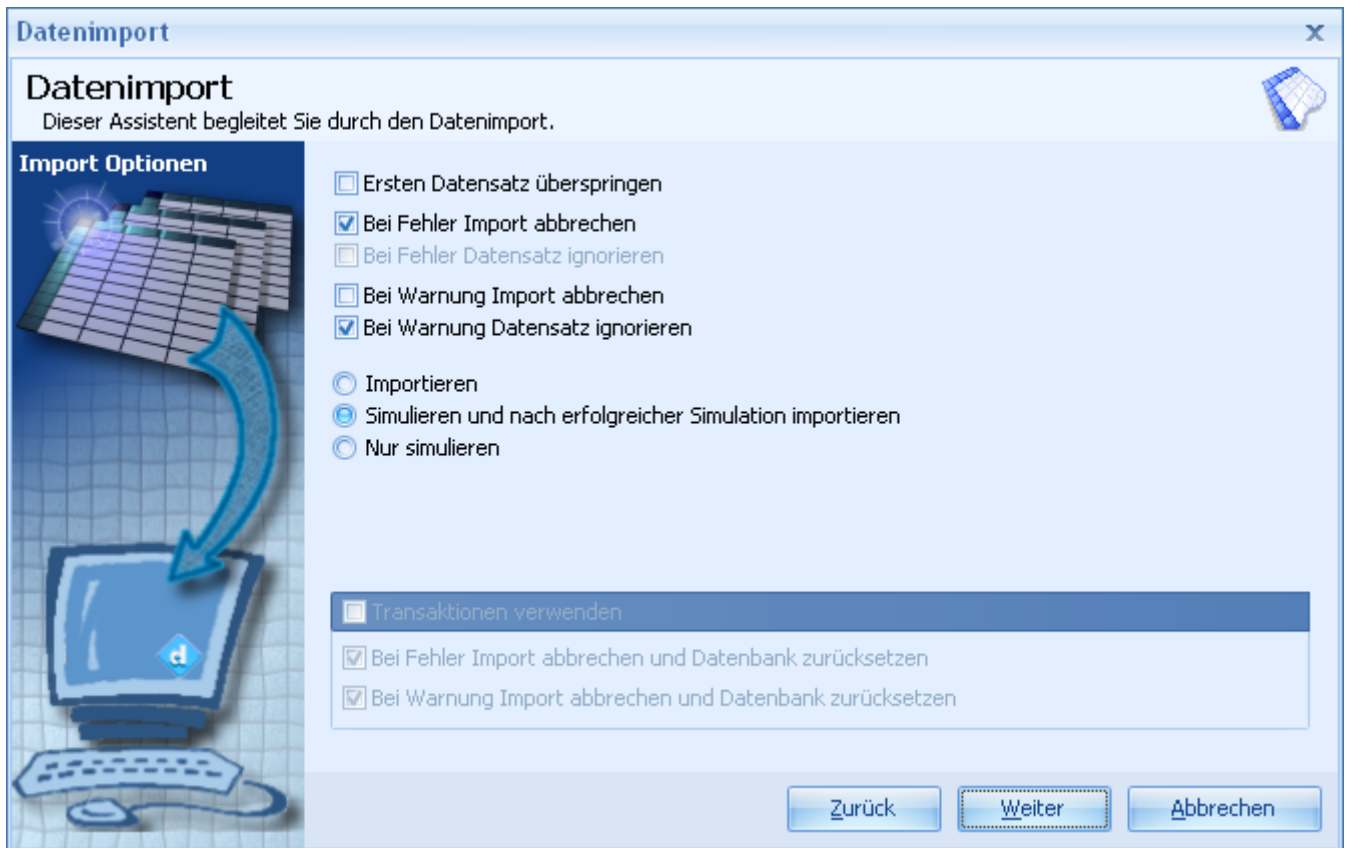 Datenimport
Datenimport
Dieser Assistent begleitet Sie durch den Datenimport.
Import Optionen
Ersten Datensatz überspringen
Bei Fehler Import abbrechen
Bei Fehler Datensatz ignorieren
Bei Warnung Import abbrechen
Bei Warnung Datensatz ignorieren
Importieren
Simulieren und nach erfolgreicher Simulation importieren
Nur simulieren
Transaktionen verwenden
Bei Fehler Import abbrechen und Datenbank zurücksetzen
Bei Warnung Import abbrechen und Datenbank zurücksetzen
d
Zurück Weiter Abbrechen